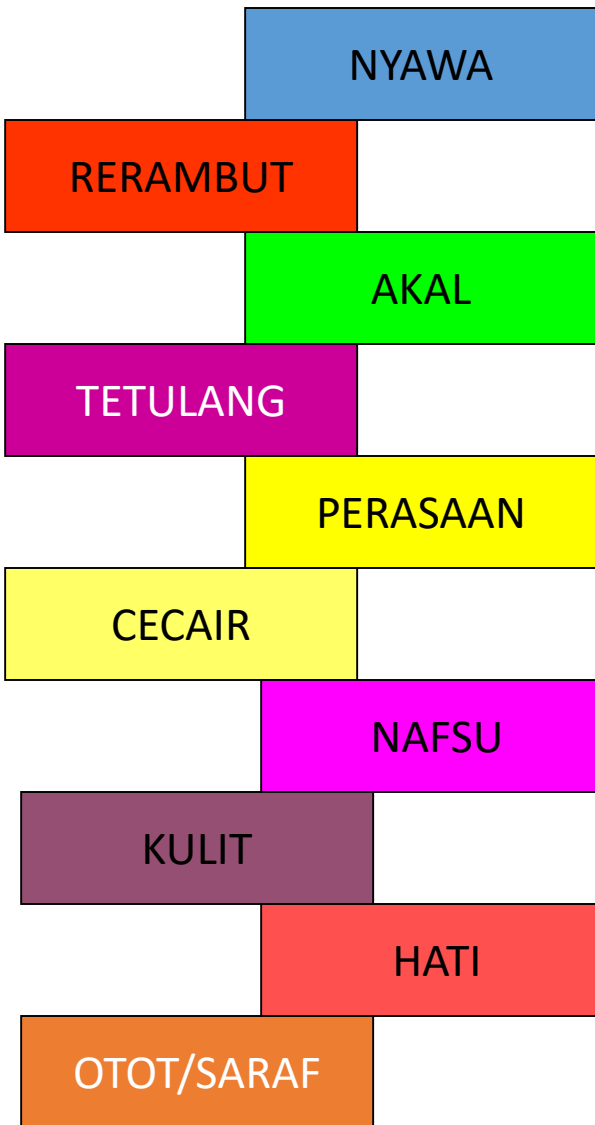 NYAWA
RERAMBUT
AKAL
TETULANG
PERASAAN
CECAIR
NAFSU
KULIT
HATI
OTOT/SARAF